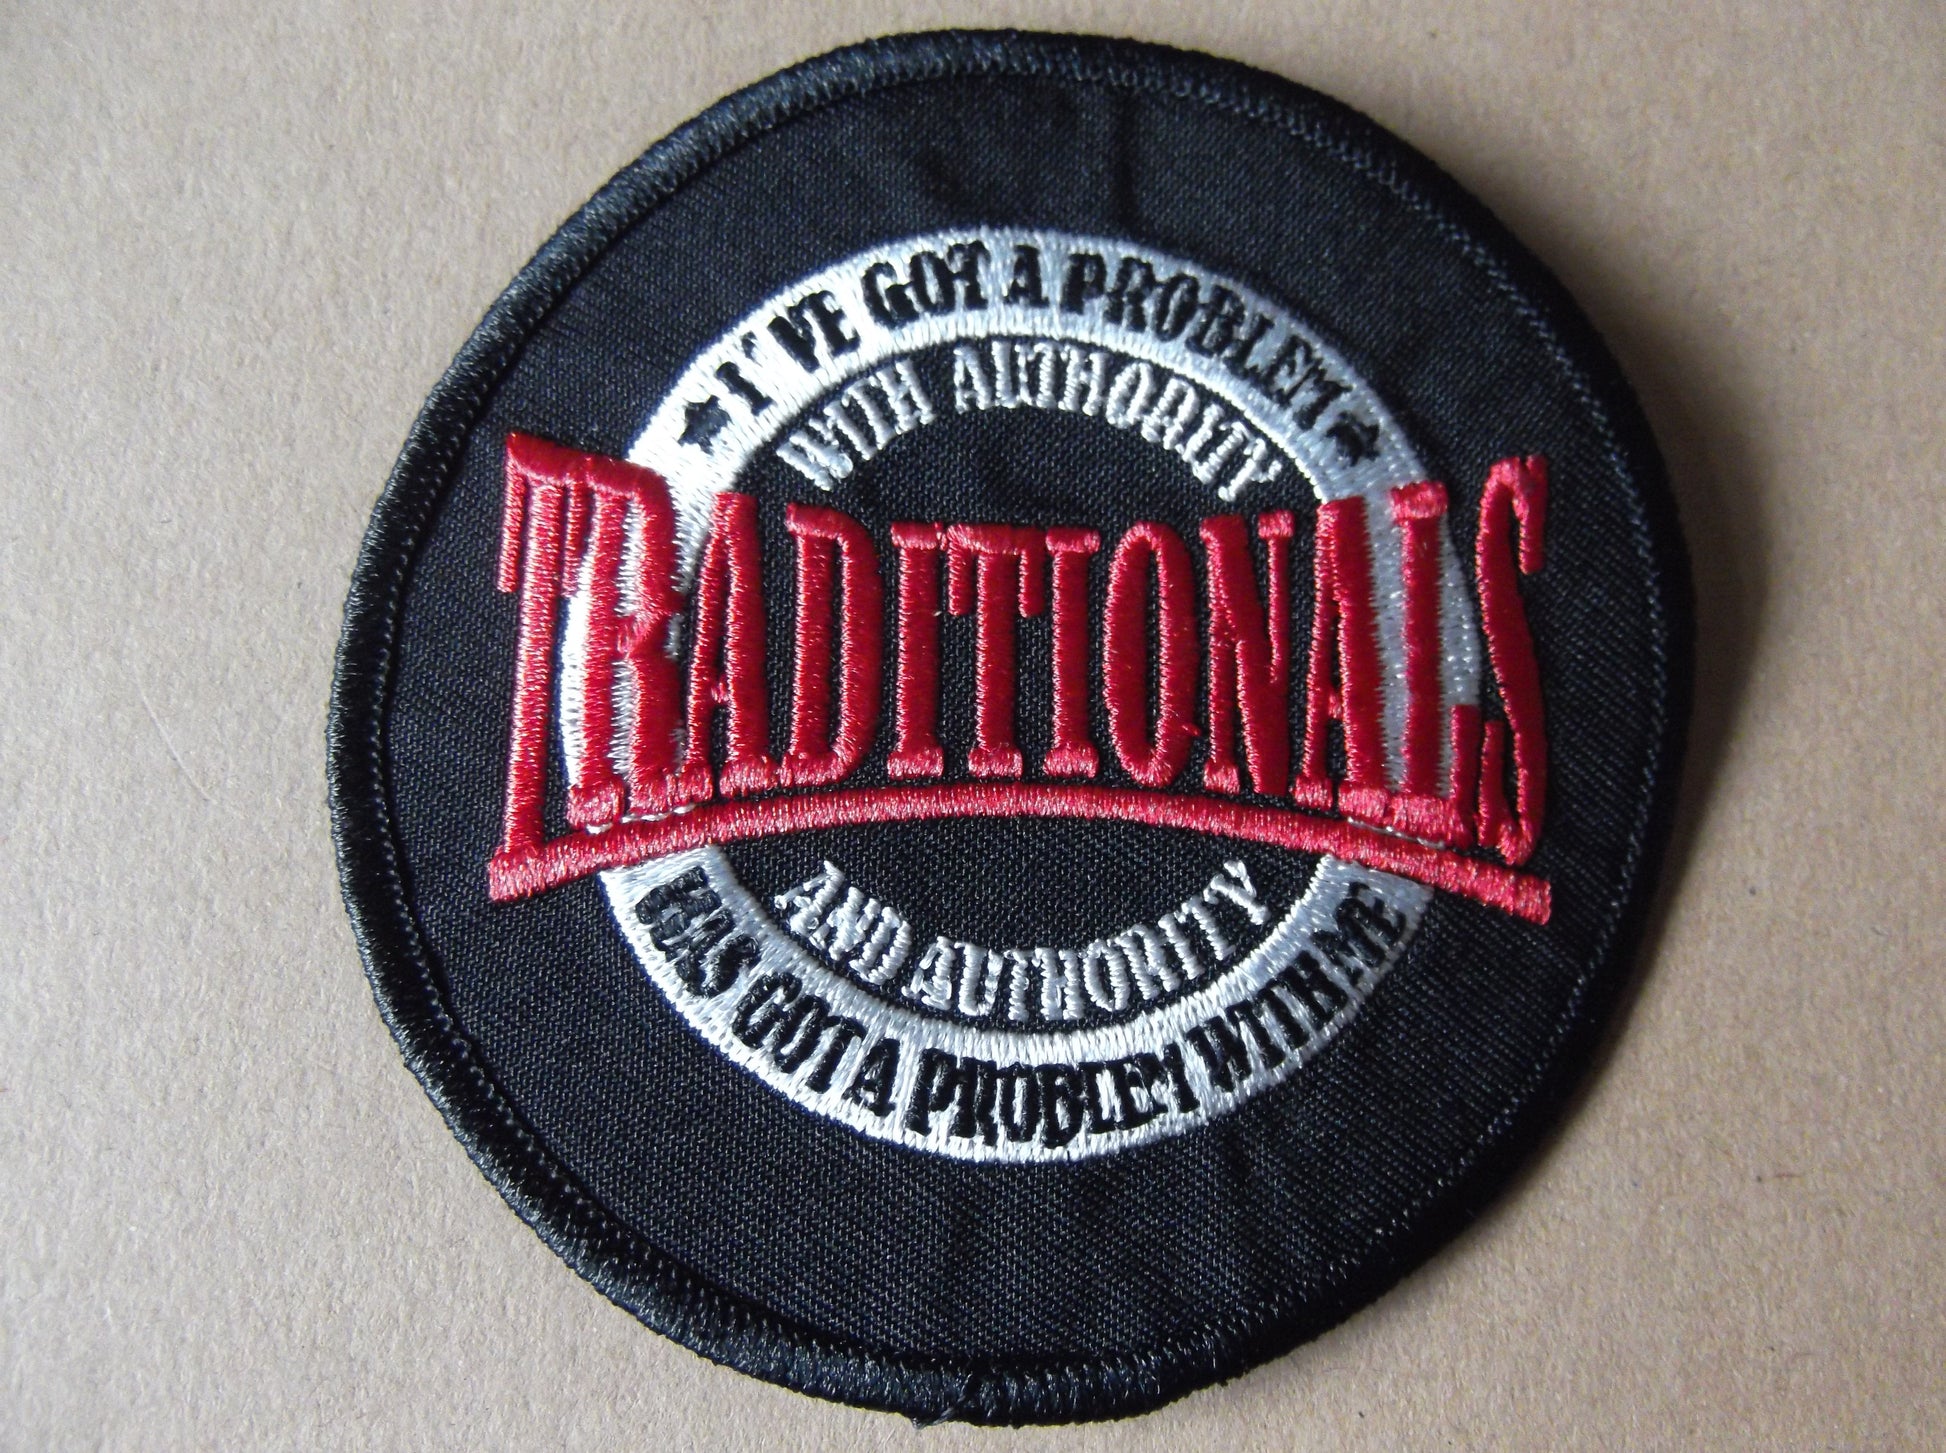 I'VE GOT A PROBLEM
WITH AUTHORITY
TRADITIONALS
AND AUTHORITY
HAS GOT A PROBLEM WITH ME